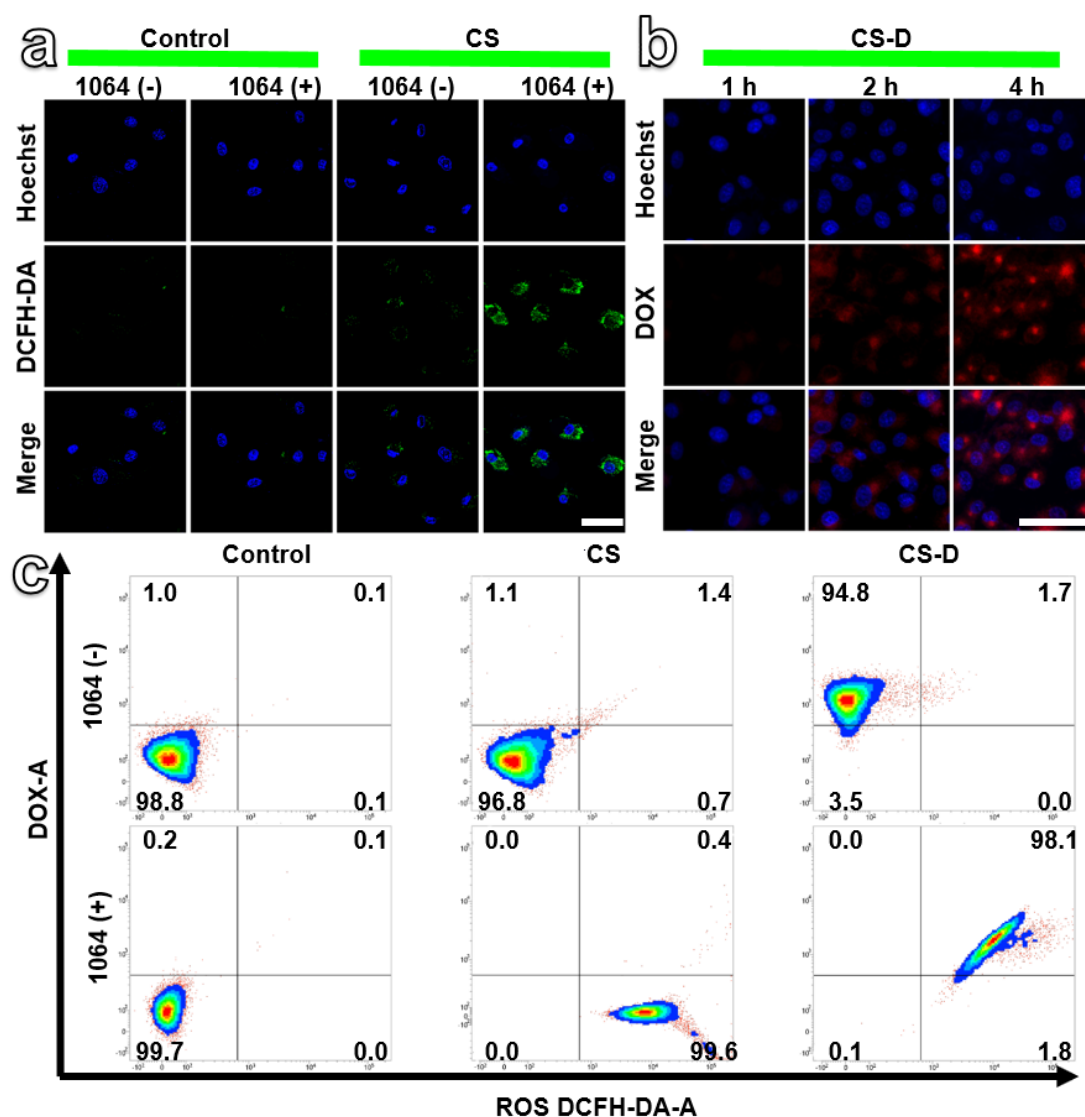 a
Control
CS
1064 (-)
1064 (+)
1064 (-)
1064 (+)
Hoechst
DCFH-DA
Merge
b
CS-D
1 h
2 h
4 h
Hoechst
DOX
Merge
c
Control
CS
CS-D
DOX-A
1064 (-)
1.0
0.1
98.8
0.1
1.1
1.4
96.8
0.7
94.8
1.7
3.5
0.0
1064 (+)
0.2
0.1
99.7
0.0
0.0
0.4
0.0
99.6
0.0
98.1
0.1
1.8
ROS DCFH-DA-A